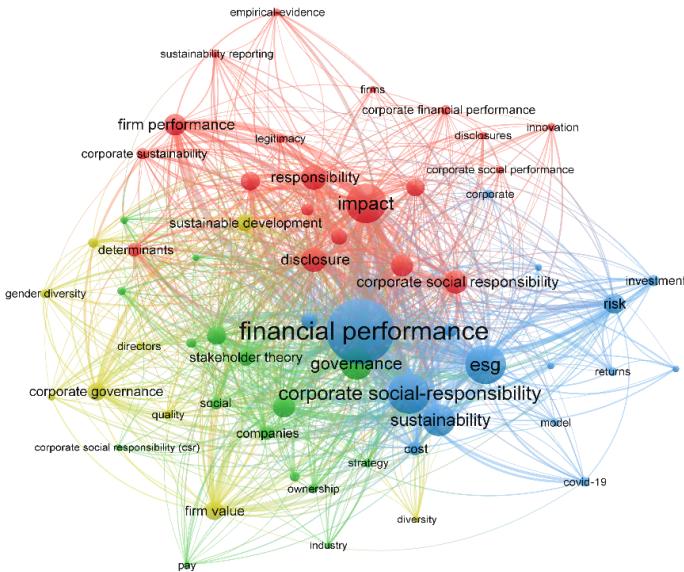 empirical-evidence
sustainability reporting
firms
corporate financial performance
firm performance
innovation
disclosures
legitimacy
corporate sustainability
corporate social performance
responsibility
corporate
impact
sustainable development
determinants
disclosure
corporate social responsibility
investment
gender diversity
risk
financial performance
directors
stakeholder theory
governance
esg
returns
corporate governance
corporate social-responsibility
social
quality
sustainability
model
companies
corporate social responsibility (csr)
cost
strategy
covid-19
ownership
firm value
diversity
industry
pay